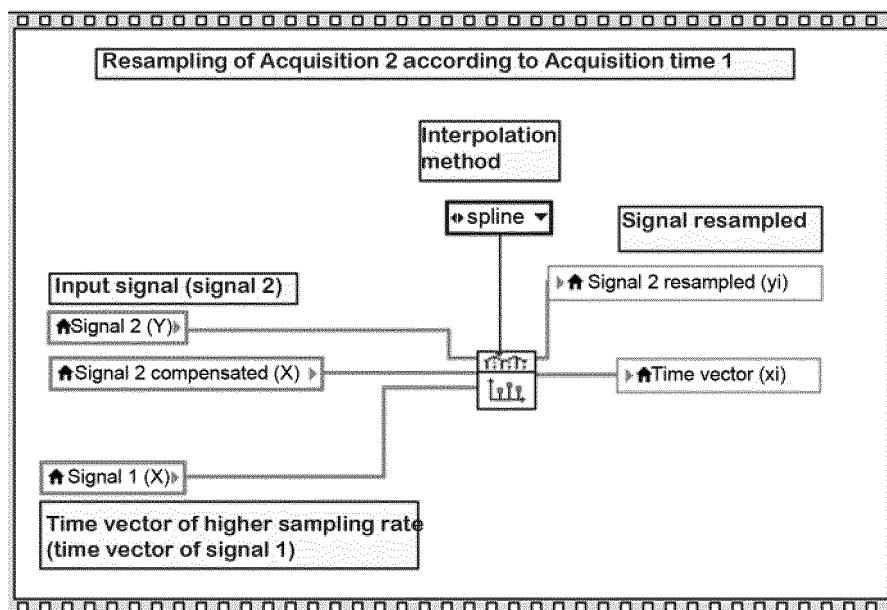 Resampling of Acquisition 2 according to Acquisition time 1
Interpolation
method
spline
Signal resampled
Input signal (signal 2)
Signal 2 resampled (yi)
Signal 2 (Y)
Signal 2 compensated (X)
Time vector (xi)
Signal 1 (X)
Time vector of higher sampling rate
(time vector of signal 1)